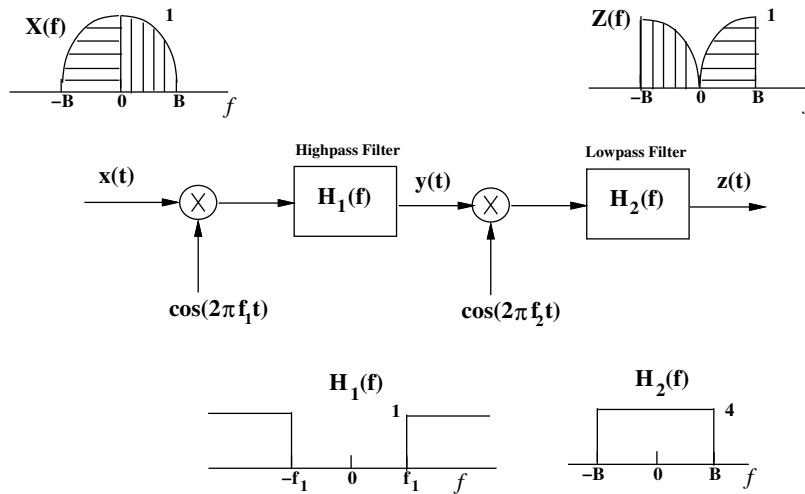 X(f)
1
-B
0
B
f
Z(f)
1
-B
0
B
Highpass Filter
Lowpass Filter
x(t)
X
H1(f)
y(t)
X
H2(f)
z(t)
cos(2πf1t)
cos(2πf2t)
H1(f)
1
-f1
0
f1
f
H2(f)
4
-B
0
B
f